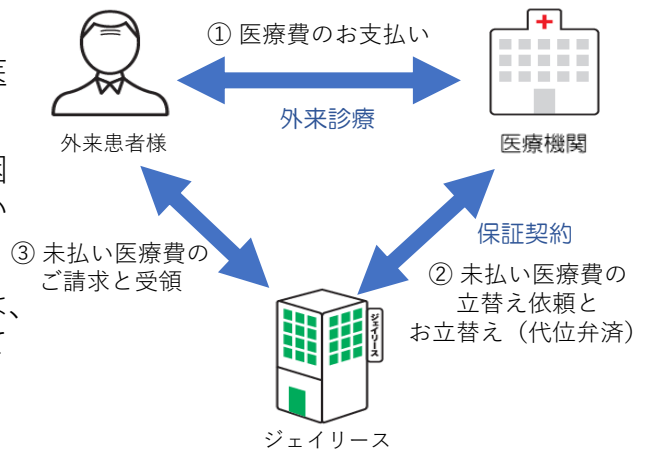 ① 医療費のお支払い
外来診療
外来患者様
医療機関
保証契約
③ 未払い医療費の
ご請求と受領
② 未払い医療費の
立替え依頼と
お立替え（代位弁済）
ジェイリース
ジェイリース